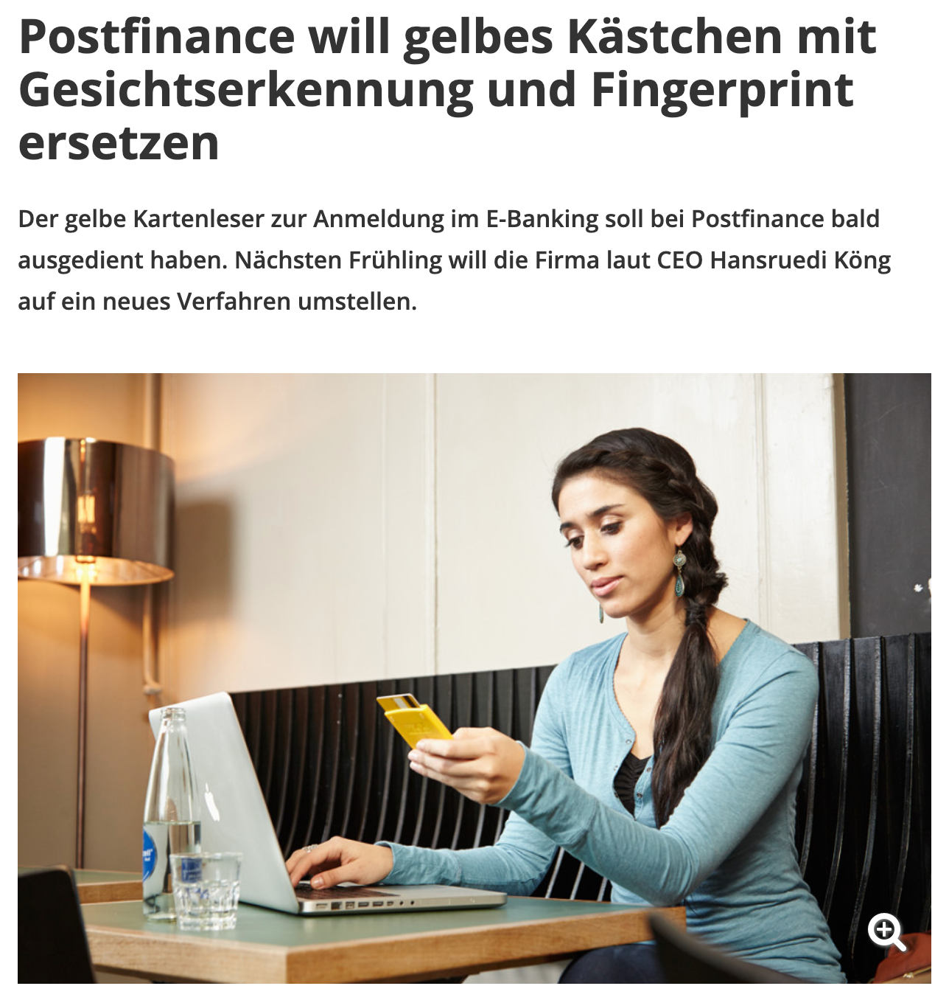 Postfinance will gelbes Kästchen mit
Gesichtserkennung und Fingerprint
ersetzen
Der gelbe Kartenleser zur Anmeldung im E-Banking soll bei Postfinance bald
ausgedient haben. Nächsten Frühling will die Firma laut CEO Hansruedi Köng
auf ein neues Verfahren umstellen.